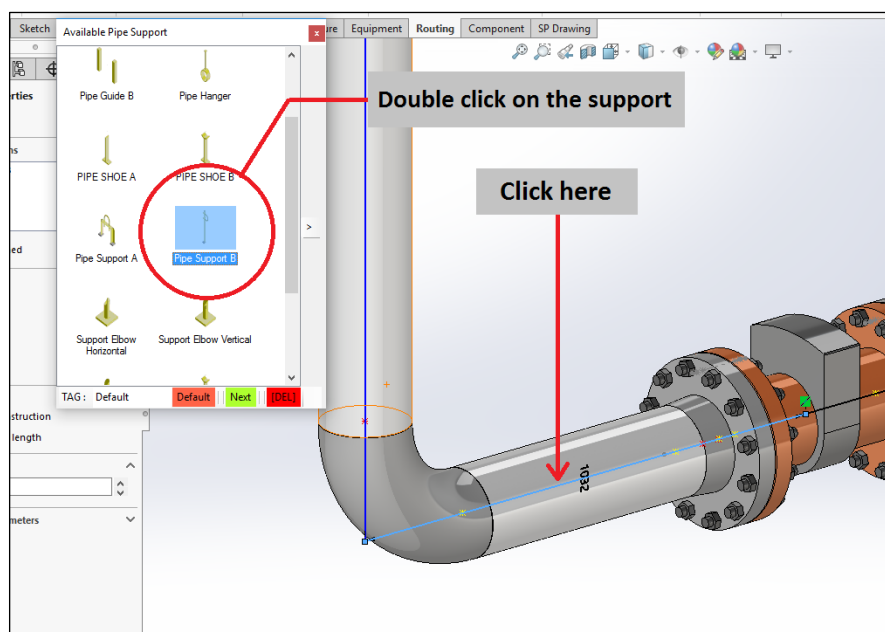 Sketch
Available Pipe Support
x
ure
Equipment
Routing
Component
SP Drawing
Pipe Guide B
Pipe Hanger
Double click on the support
erties
ns
PIPE SHOE A
PIPE SHOE B
Click here
>
ed
Pipe Support A
Pipe Support B
Support Elbow
Horizontal
Support Elbow Vertical
TAG :
Default
Default
Next
[DEL]
nstruction
length
meters
1032